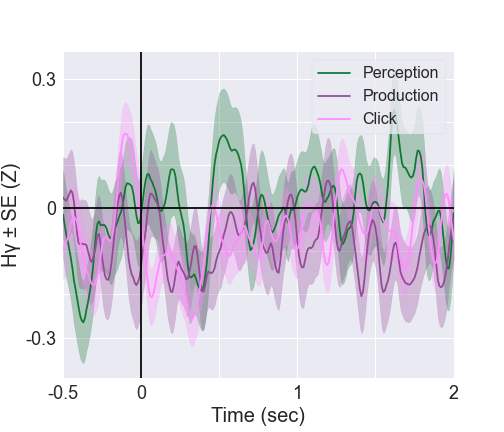 Perception
Production
Click
Hγ ± SE (Z)
0.3
0
-0.3
-0.5
0
1
2
Time (sec)